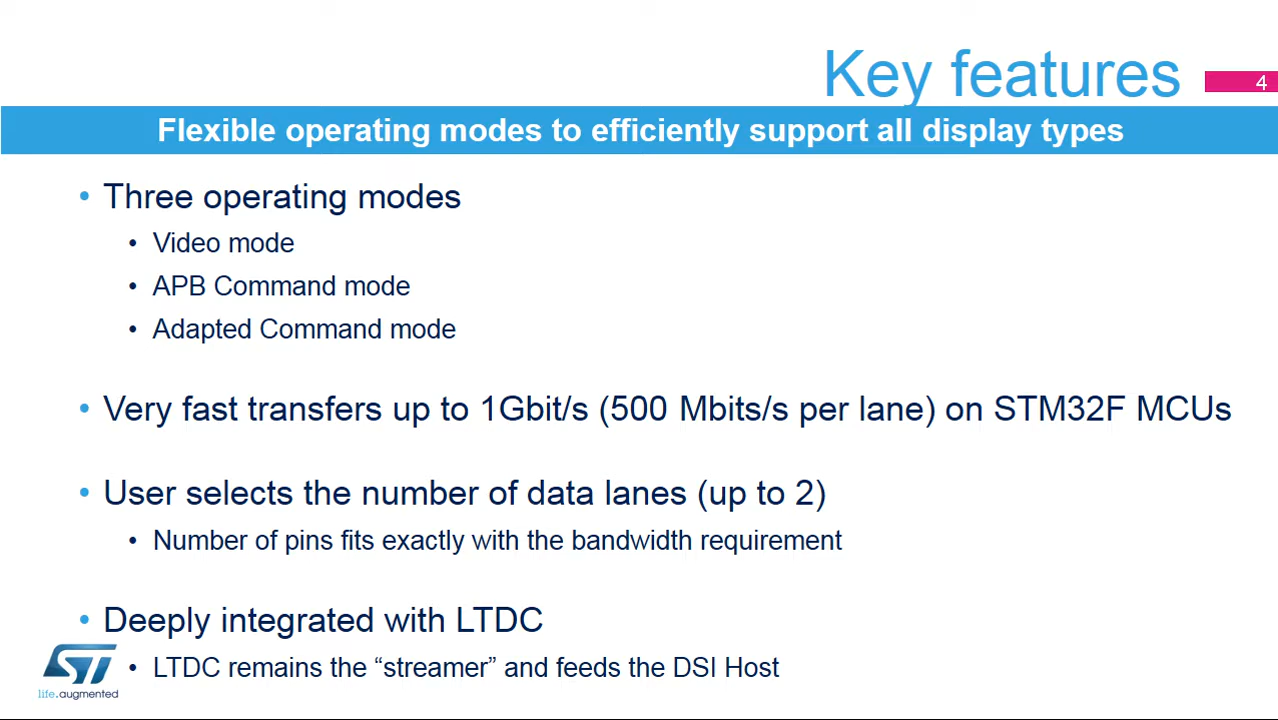 Key features
4
Flexible operating modes to efficiently support all display types
• Three operating modes
• Video mode
• APB Command mode
• Adapted Command mode
• Very fast transfers up to 1Gbit/s (500 Mbits/s per lane) on STM32F MCUs
• User selects the number of data lanes (up to 2)
• Number of pins fits exactly with the bandwidth requirement
• Deeply integrated with LTDC
• LTDC remains the “streamer” and feeds the DSI Host
ST
life.augmented